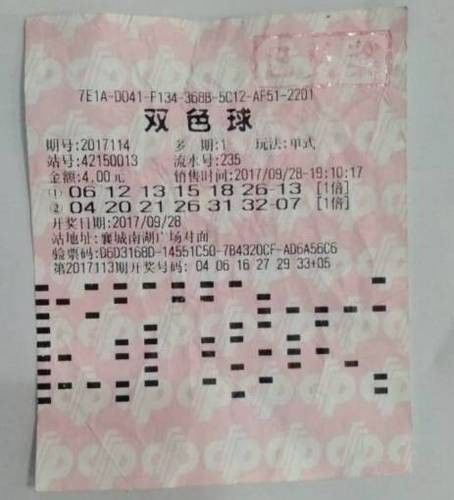 7E1A-D041-F134-368B-5C12-AF51-2201
双色球
期号:2017114 多 期:1 玩法:单式
站号:42150013 流水号:235
金额:4.00元 销售时间:2017/09/28-19:10:17
① 06 12 13 15 18 26-13 [1倍]
② 04 20 21 26 31 32-07 [1倍]
开奖日期:2017/09/28
站地址:襄城南湖广场对面
验票码:D6D3168D-14551C50-7B4320CF-AD6A56C6
第2017113期开奖号码: 04 06 16 27 29 33+05